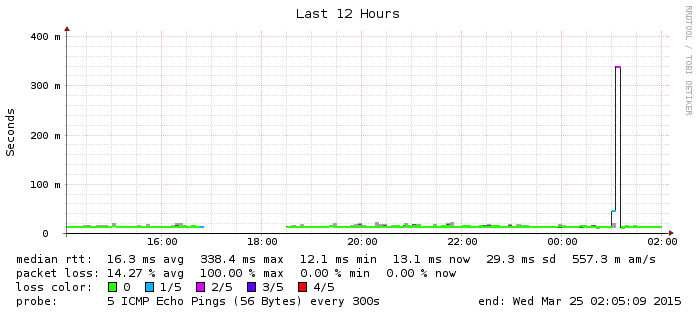 Last 12 Hours
RRDTOOL / TOBI OETIKER
Seconds
400 m
300 m
200 m
100 m
0
16:00 18:00 20:00 22:00 00:00 02:00
median rtt: 16.3 ms avg 338.4 ms max 12.1 ms min 13.1 ms now 29.3 ms sd 557.3 m am/s
packet loss: 14.27 % avg 100.00 % max 0.00 % min 0.00 % now
loss color: 0 1/5 2/5 3/5 4/5
probe: 5 ICMP Echo Pings (56 Bytes) every 300s end: Wed Mar 25 02:05:09 2015